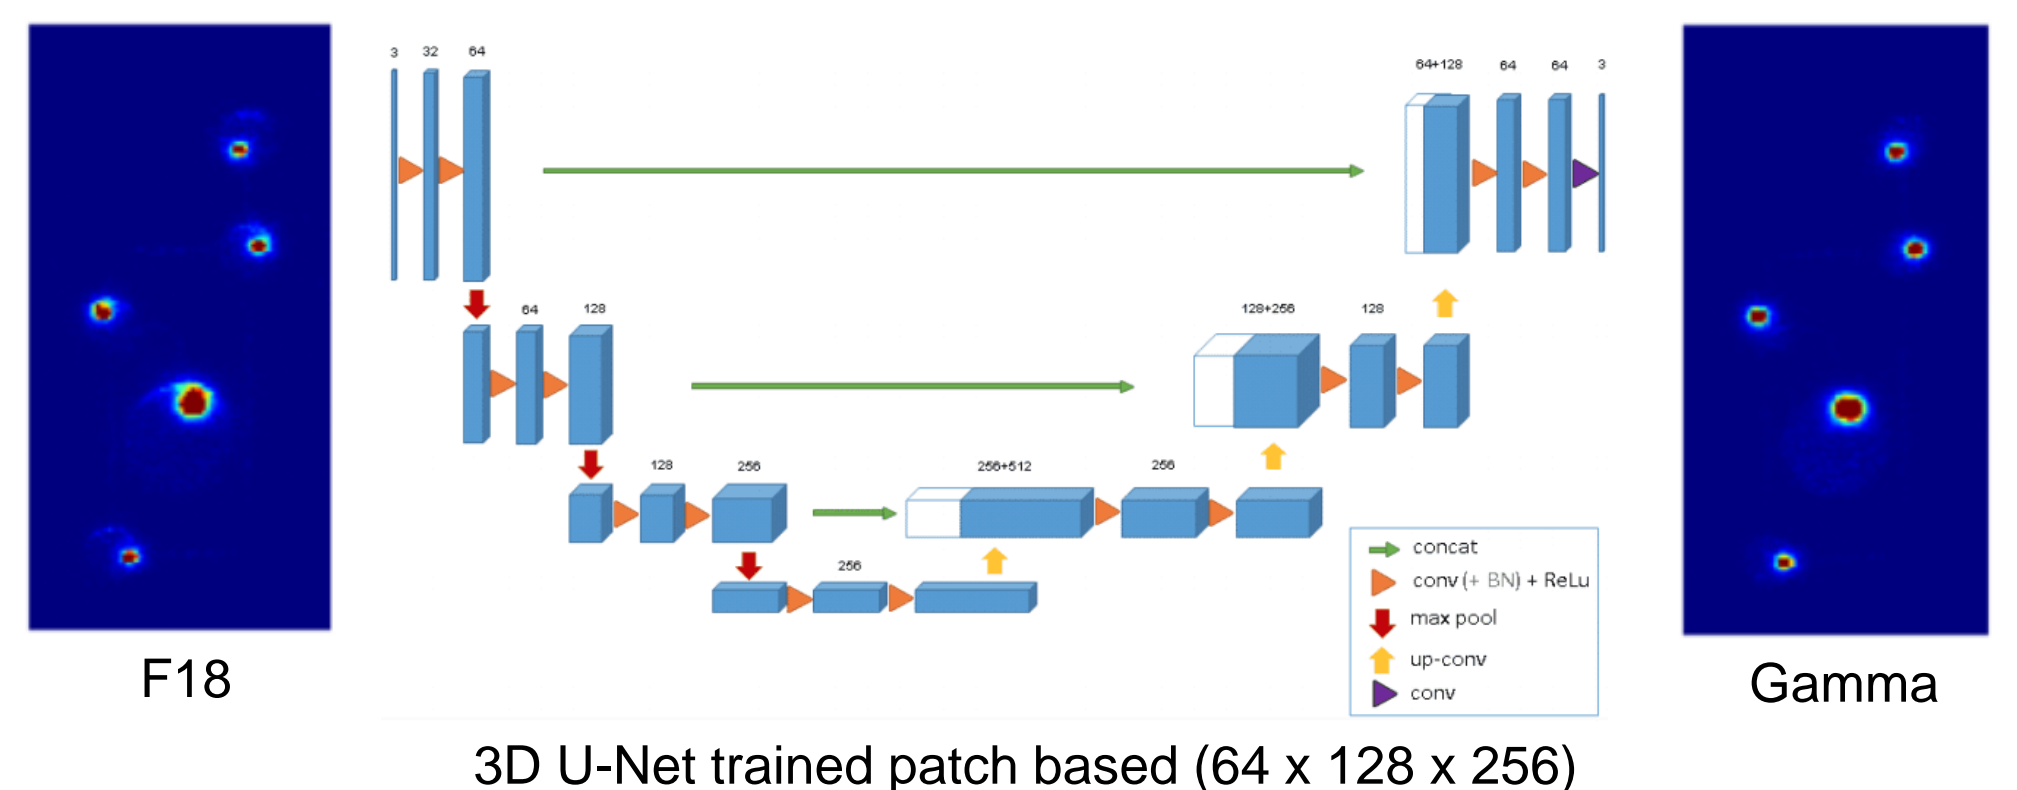 3 32 64
64+128 64 64 3
64 128
128+256 128
128 256
256+512 256
256
concat
conv (+ BN) + ReLu
max pool
up-conv
conv
F18
Gamma
3D U-Net trained patch based (64 x 128 x 256)